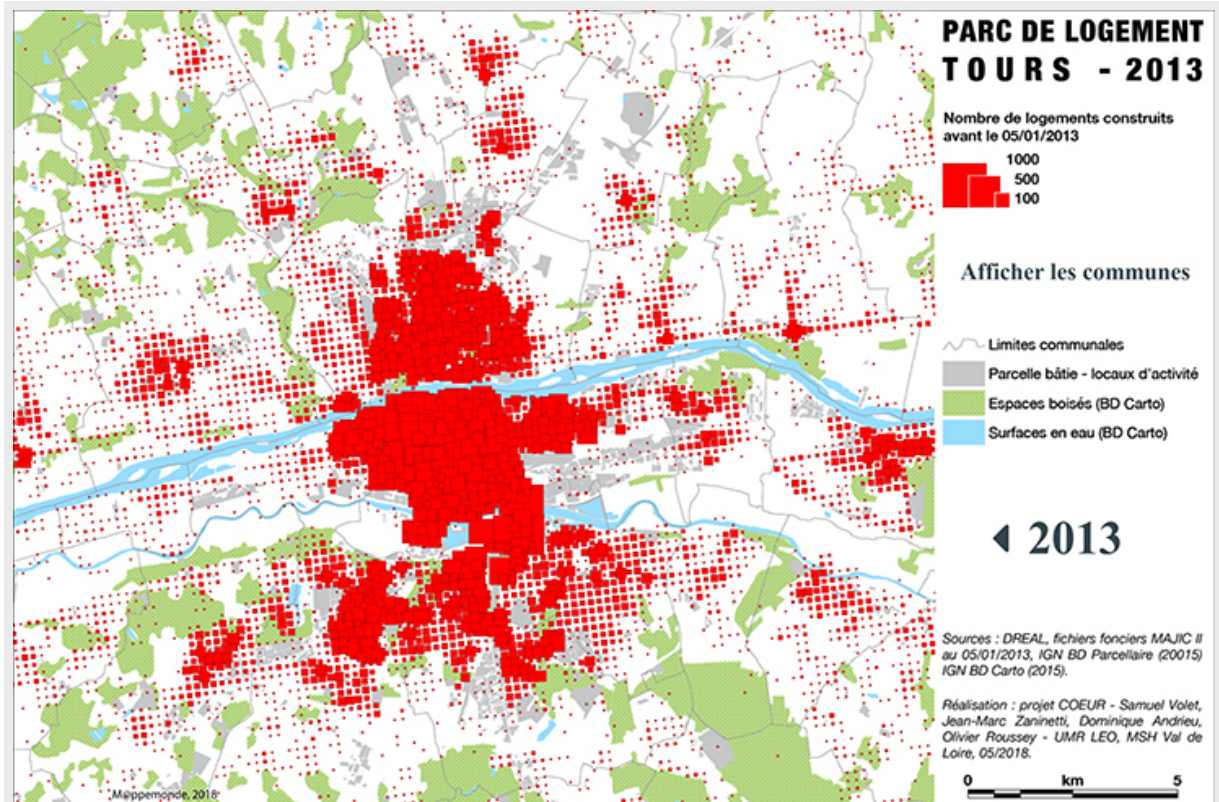 PARC DE LOGEMENT
TOURS - 2013
Nombre de logements construits
avant le 05/01/2013
1000
500
100
Afficher les communes
Limites communales
Parcelle bâtie - locaux d'activité
Espaces boisés (BD Carto)
Surfaces en eau (BD Carto)
2013
Sources : DREAL, fichiers fonciers MAJIC II
au 05/01/2013, IGN BD Parcellaire (20015)
IGN BD Carto (2015).
Réalisation : projet COEUR - Samuel Volet,
Jean-Marc Zaninetti, Dominique Andrieu,
Olivier Roussey - UMR LEO, MSH Val de
Loire, 05/2018.
0 km 5
M@ppemonde, 2018